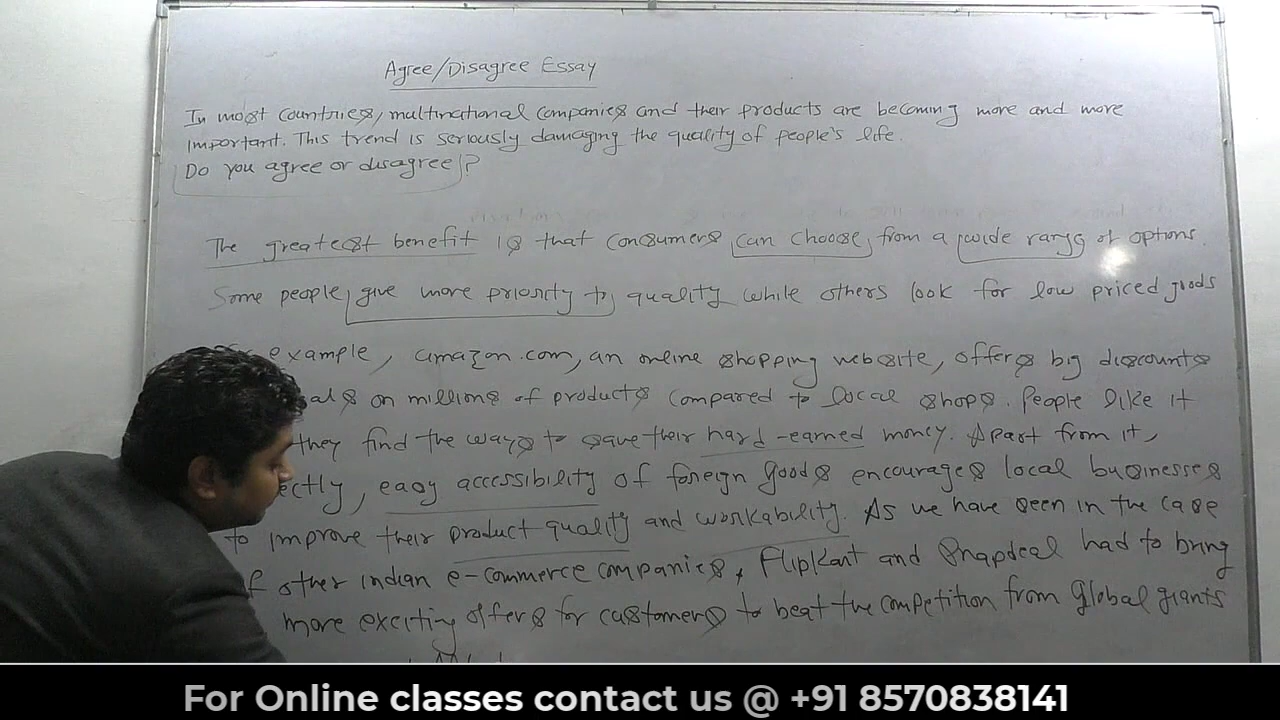 Agree/Disagree Essay
In most countries, multinational companies and their products are becoming more and more
important. This trend is seriously damaging the quality of people's life.
Do you agree or disagree?
The greatest benefit is that consumers can choose from a wide range of options.
Some people give more priority to quality while others look for low priced goods
example, amazon.com, an online shopping website, offers big discounts
on millions of products compared to local shops. People like it
they find the ways to save their hard-earned money. Apart from it,
easy accessibility of foreign goods encourages local businesses
to improve their product quality and workability. As we have seen in the case
of other indian e-commerce companies, Flipkart and Snapdeal had to bring
more exciting offers for customers to beat the competition from global giants
For Online classes contact us @ +91 8570838141